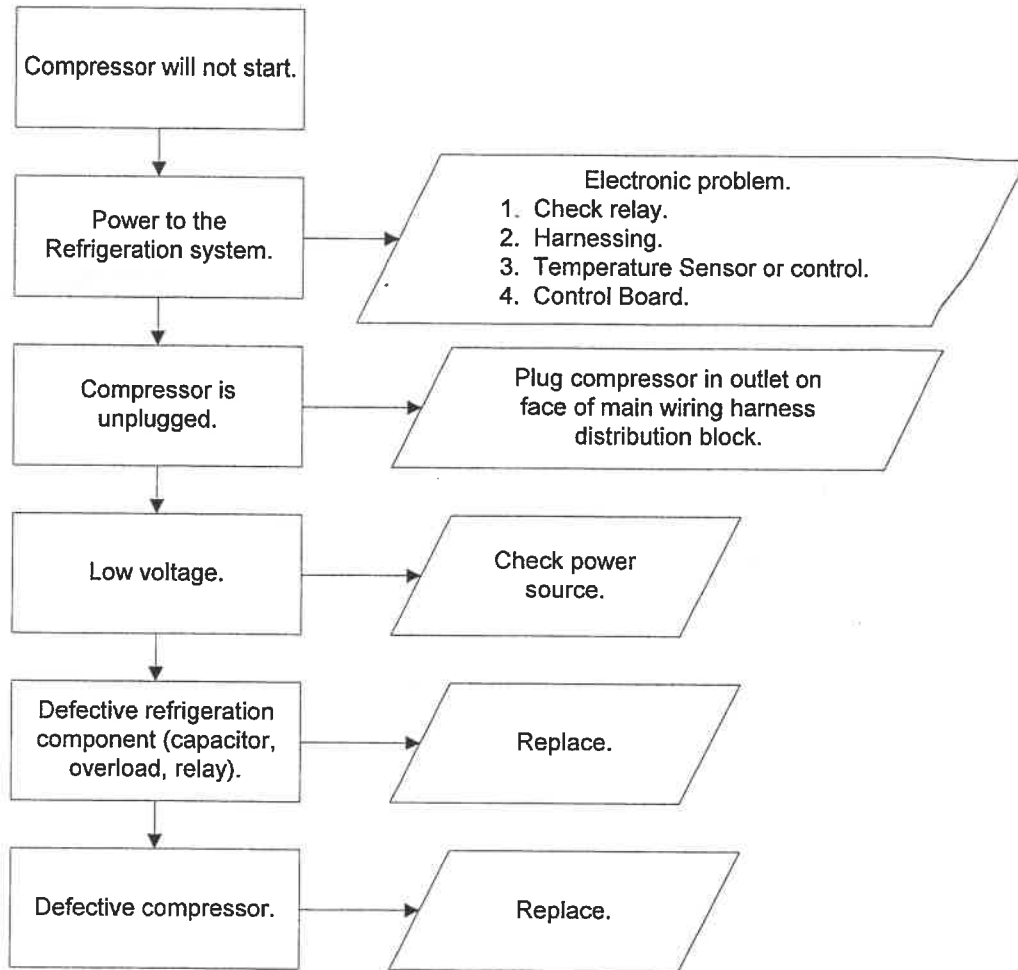 Compressor will not start.
Power to the
Refrigeration system.
Electronic problem.
1. Check relay.
2. Harnessing.
3. Temperature Sensor or control.
4. Control Board.
Compressor is
unplugged.
Plug compressor in outlet on
face of main wiring harness
distribution block.
Low voltage.
Check power
source.
Defective refrigeration
component (capacitor,
overload, relay).
Replace.
Defective compressor.
Replace.